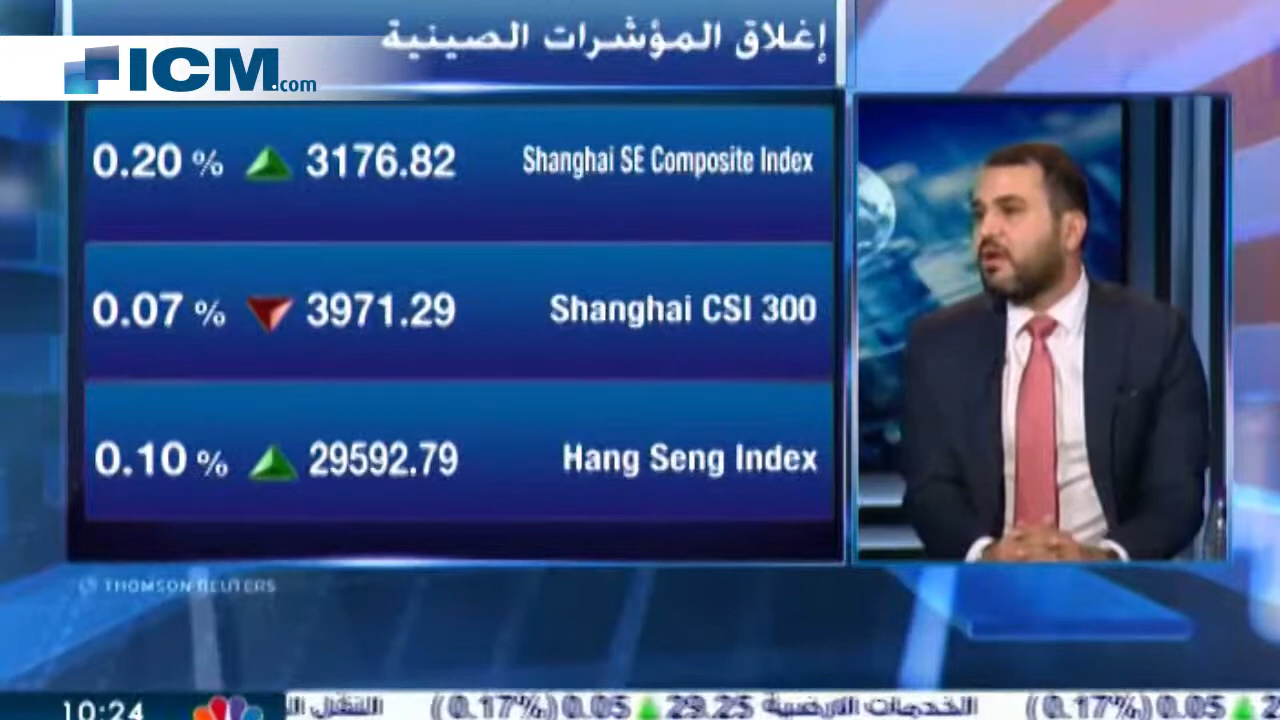 إغلاق المؤشرات الصينية
ICM.com
0.20 % 3176.82 Shanghai SE Composite Index
0.07 % 3971.29 Shanghai CSI 300
0.10 % 29592.79 Hang Seng Index
THOMSON REUTERS
10:24 (0.17%) 0.05 29.25 الخدمات الأرضية (0.17%) 0.05